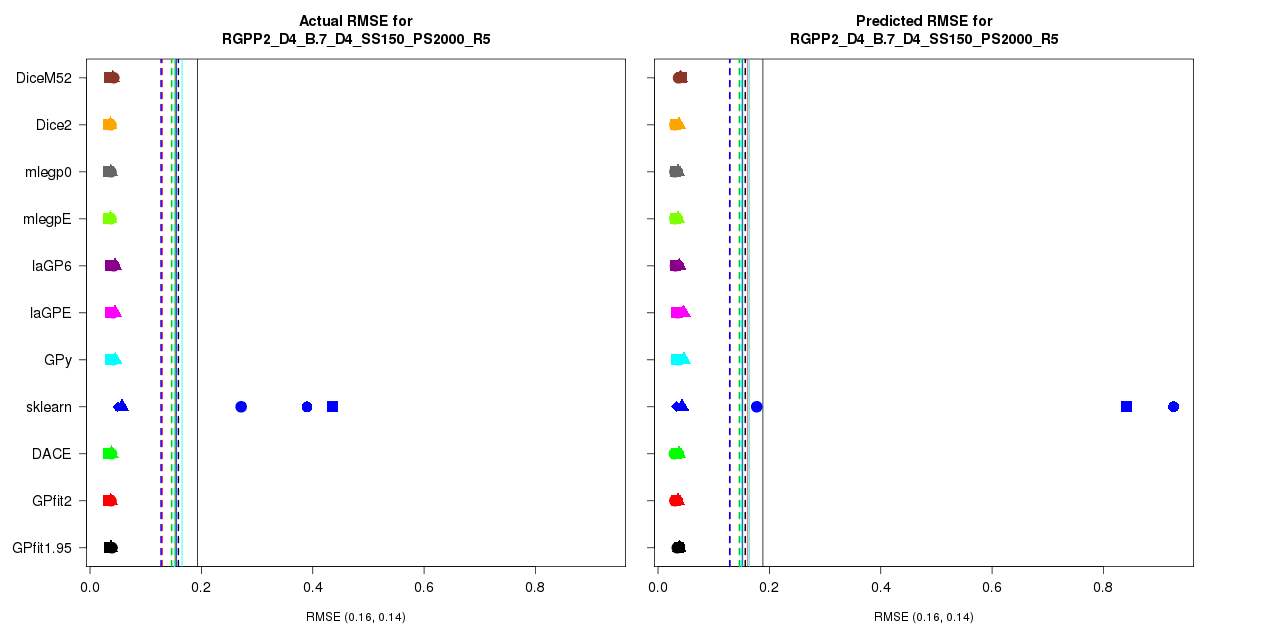 Actual RMSE for
RGPP2_D4_B.7_D4_SS150_PS2000_R5
DiceM52
Dice2
mlegp0
mlegpE
laGP6
laGPE
GPy
sklearn
DACE
GPfit2
GPfit1.95
0.0 0.2 0.4 0.6 0.8
RMSE (0.16, 0.14)
Predicted RMSE for
RGPP2_D4_B.7_D4_SS150_PS2000_R5
0.0 0.2 0.4 0.6 0.8
RMSE (0.16, 0.14)